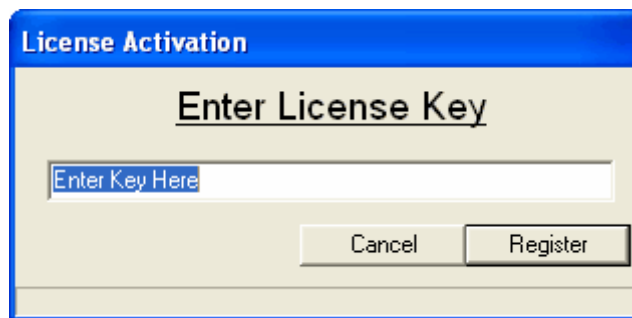 License Activation
Enter License Key
Enter Key Here
Cancel Register